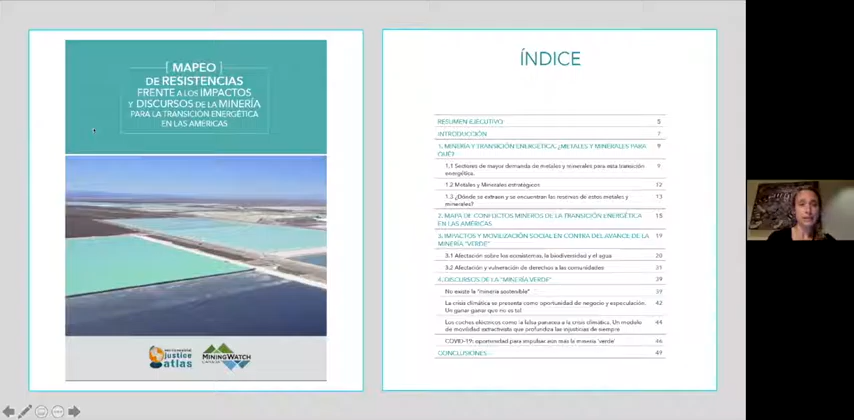 { MAPEO }
DE RESISTENCIAS
FRENTE A LOS IMPACTOS
Y DISCURSOS DE LA MINERÍA
PARA LA TRANSICIÓN ENERGÉTICA
EN LAS AMÉRICAS
justice
atlas
MININGWATCH
ÍNDICE
RESUMEN EJECUTIVO 5
INTRODUCCIÓN 7
1. MINERÍA Y TRANSICIÓN ENERGÉTICA. ¿METALES Y MINERALES PARA 9
QUÉ?
1.1 Sectores de mayor demanda de metales y minerales para esta transición 9
energética.
1.2 Metales y Minerales estratégicos 12
1.3 ¿Dónde se extraen y se encuentran las reservas de estos metales y 13
minerales?
2. MAPA DE CONFLICTOS MINEROS DE LA TRANSICIÓN ENERGÉTICA 15
EN LAS AMÉRICAS
3. IMPACTOS Y MOVILIZACIÓN SOCIAL EN CONTRA DEL AVANCE DE LA 19
MINERÍA "VERDE"
3.1 Afectación sobre los ecosistemas, la biodiversidad y el agua 20
3.2 Afectación y vulneración de derechos a las comunidades 31
4. DISCURSOS DE LA "MINERÍA VERDE" 39
No existe la "minería sostenible" 39
La crisis climática se presenta como oportunidad de negocio y especulación. 42
Un ganar ganar que no es tal
Los coches eléctricos como la falsa panacea a la crisis climática. Un modelo 44
de movilidad extractivista que profundiza las injusticias de siempre
COVID-19: oportunidad para impulsar aún más la minería 'verde' 46
CONCLUSIONES 49